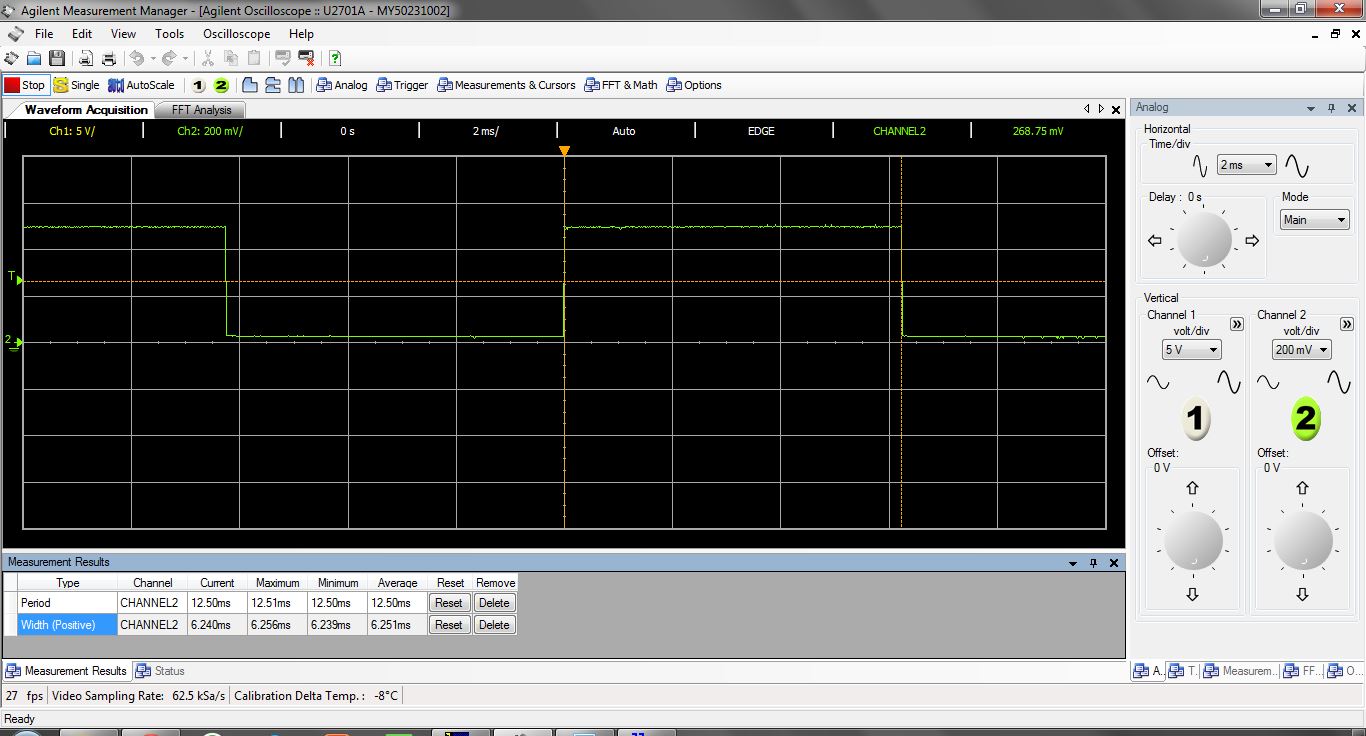 Agilent Measurement Manager - [Agilent Oscilloscope :: U2701A - MY50231002]
File Edit View Tools Oscilloscope Help
Stop Single AutoScale 1 2 Analog Trigger Measurements & Cursors FFT & Math Options
Waveform Acquisition FFT Analysis
Ch1: 5 V/ Ch2: 200 mV/ 0 s 2 ms/ Auto EDGE CHANNEL2 268.75 mV
T
2
Analog
Horizontal
Time/div
2 ms
Delay : 0 s
Mode
Main
Vertical
Channel 1 Channel 2
volt/div volt/div
5 V 200 mV
1 2
Offset: Offset:
0 V 0 V
Measurement Results
Type Channel Current Maximum Minimum Average Reset Remove
Period CHANNEL2 12.50ms 12.51ms 12.50ms 12.50ms Reset Delete
Width (Positive) CHANNEL2 6.240ms 6.256ms 6.239ms 6.251ms Reset Delete
Measurement Results Status
A.. T.. Measurem... FF... O...
27 fps Video Sampling Rate: 62.5 kSa/s Calibration Delta Temp. : -8°C
Ready